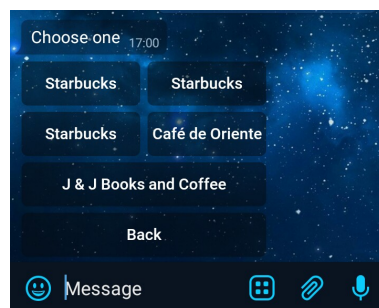 Choose one 17:00
Starbucks Starbucks
Starbucks Café de Oriente
J & J Books and Coffee
Back
Message